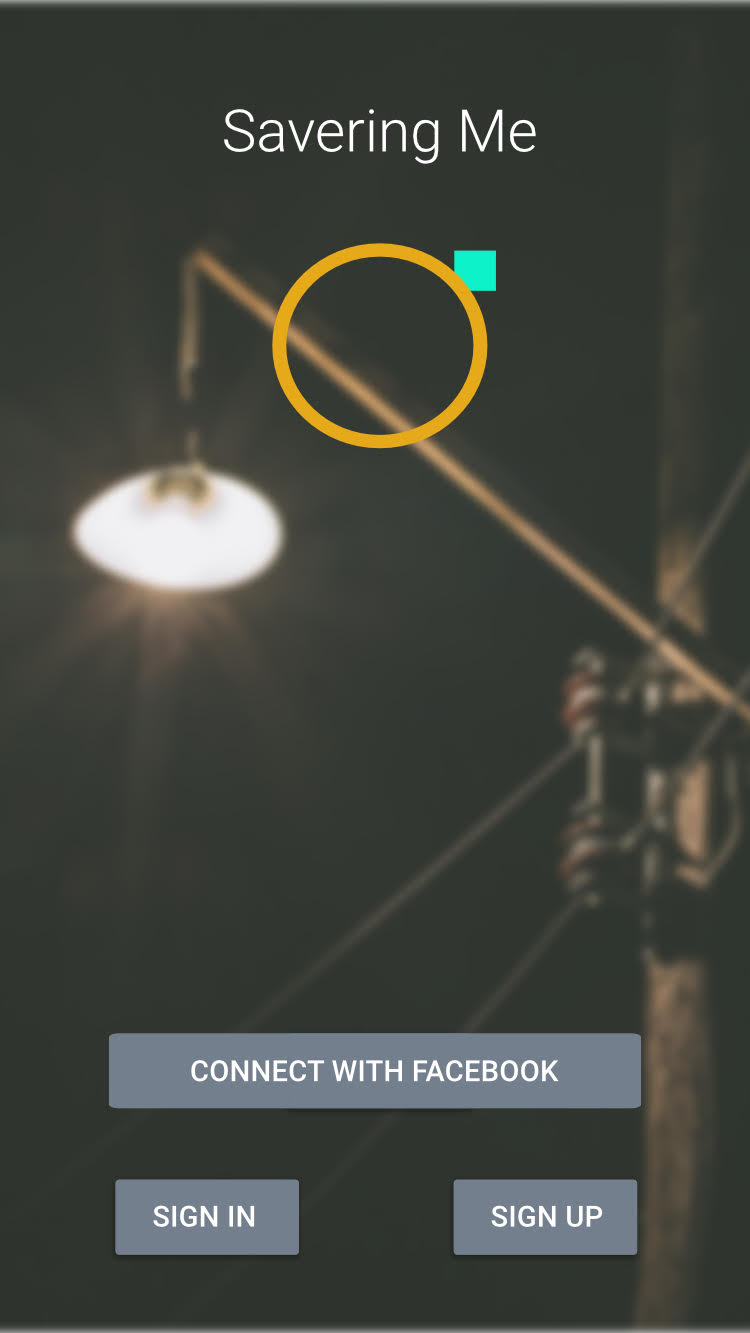 Savering Me
CONNECT WITH FACEBOOK
SIGN IN
SIGN UP